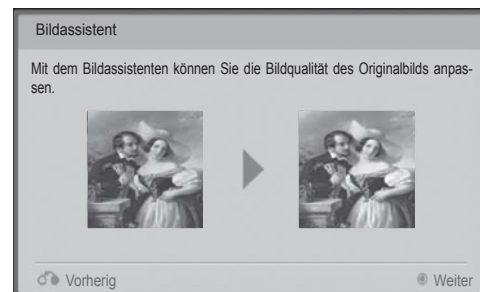 Bildassistent
Mit dem Bildassistenten können Sie die Bildqualität des Originalbilds anpas-
sen.
Vorherig
Weiter